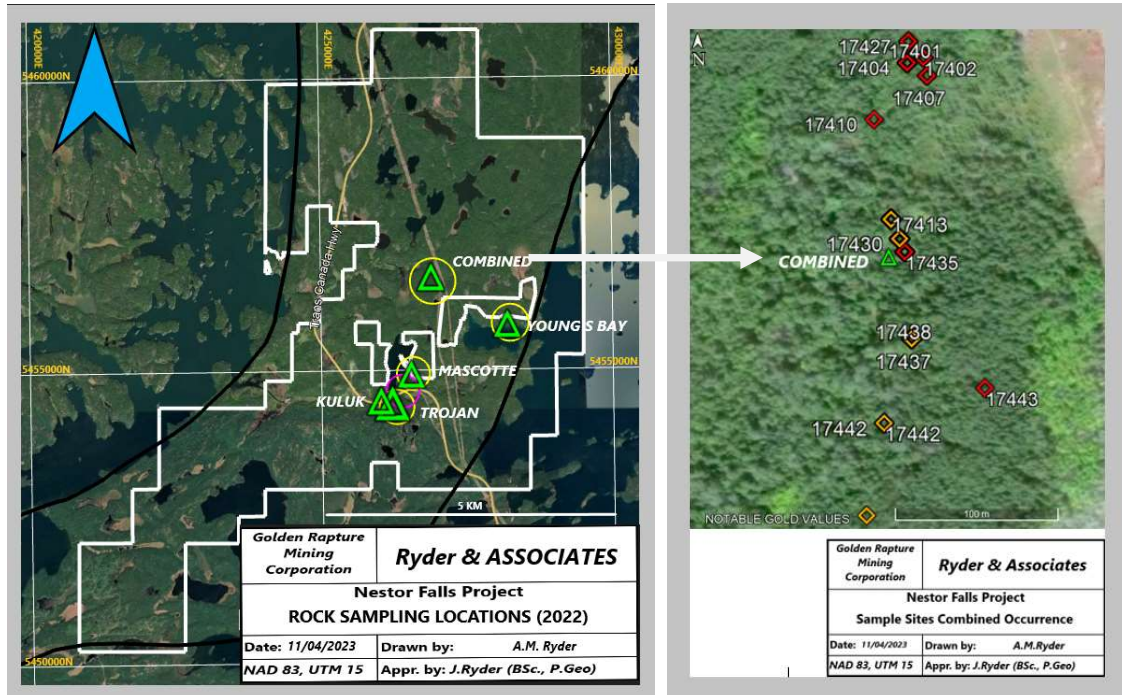 420000E
425000E
430000E
5460000N
5460000N
Trans Canada Hwy
COMBINED
YOUNG'S BAY
5455000N
5455000N
MASCOTTE
KULUK
TROJAN
5 KM
5450000N
Golden Rapture
Mining
Corporation
Ryder & ASSOCIATES
Nestor Falls Project
ROCK SAMPLING LOCATIONS (2022)
Date: 11/04/2023
Drawn by: A.M. Ryder
NAD 83, UTM 15
Appr. by: J.Ryder (BSc., P.Geo)
N
17427
17401
17404
17402
17407
17410
17413
17430
COMBINED
17435
17438
17437
17443
17442
17442
NOTABLE GOLD VALUES
100 m
Golden Rapture
Mining
Corporation
Ryder & Associates
Nestor Falls Project
Sample Sites Combined Occurrence
Date: 11/04/2023
Drawn by: A.M.Ryder
NAD 83, UTM 15
Appr. by: J.Ryder (BSc., P.Geo)